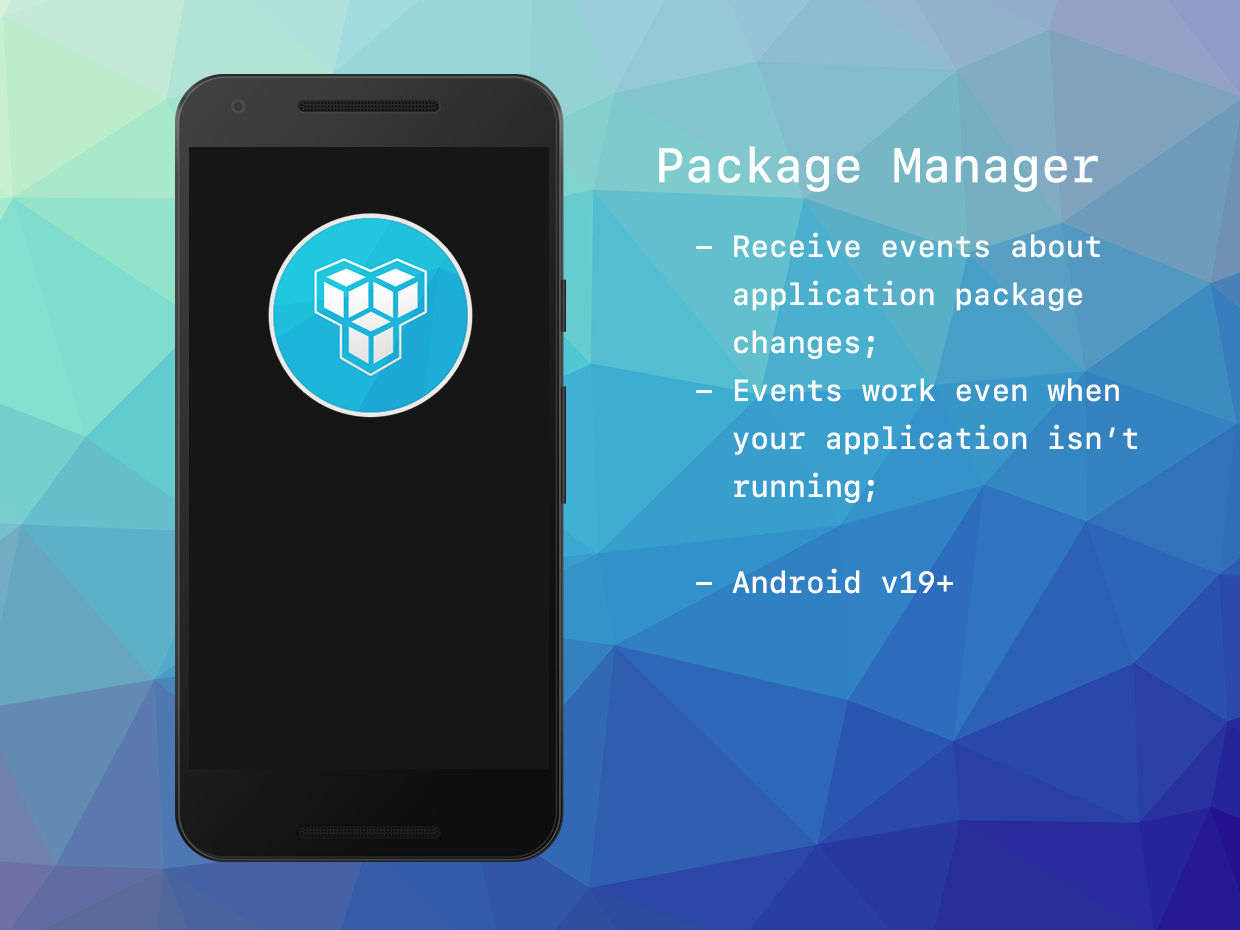 Package Manager
– Receive events about
application package
changes;
– Events work even when
your application isn’t
running;
– Android v19+